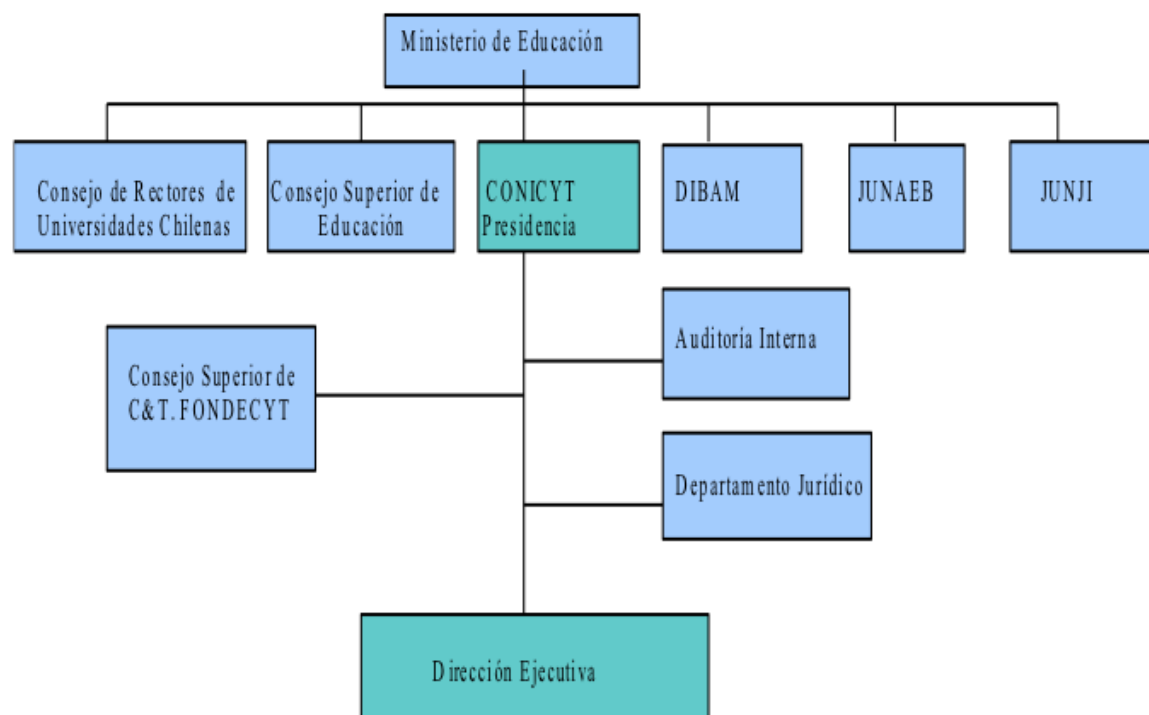 Ministerio de Educación
Consejo de Rectores de
Universidades Chilenas
Consejo Superior de
Educación
CONICYT
Presidencia
DIBAM
JUNAEB
JUNJI
Auditoría Interna
Consejo Superior de
C&T. FONDECYT
Departamento Jurídico
Dirección Ejecutiva